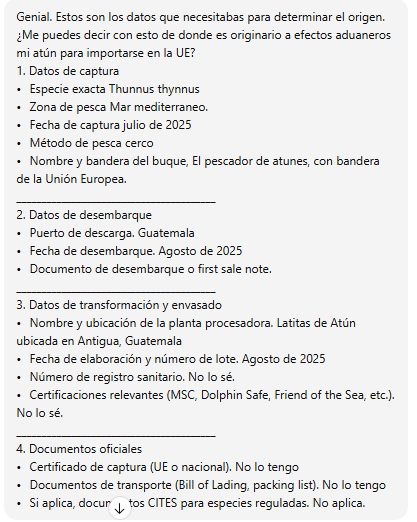 Genial. Estos son los datos que necesitabas para determinar el origen.
¿Me puedes decir con esto de donde es originario a efectos aduaneros
mi atún para importarse en la UE?
1. Datos de captura
• Especie exacta Thunnus thynnus
• Zona de pesca Mar mediterraneo.
• Fecha de captura julio de 2025
• Método de pesca cerco
• Nombre y bandera del buque, El pescador de atunes, con bandera
de la Unión Europea.
2. Datos de desembarque
• Puerto de descarga. Guatemala
• Fecha de desembarque. Agosto de 2025
• Documento de desembarque o first sale note.
3. Datos de transformación y envasado
• Nombre y ubicación de la planta procesadora. Latitas de Atún
ubicada en Antigua, Guatemala
• Fecha de elaboración y número de lote. Agosto de 2025
• Número de registro sanitario. No lo sé.
• Certificaciones relevantes (MSC, Dolphin Safe, Friend of the Sea, etc.).
No lo sé.
4. Documentos oficiales
• Certificado de captura (UE o nacional). No lo tengo
• Documentos de transporte (Bill of Lading, packing list). No lo tengo
• Si aplica, CITES para especies reguladas. No aplica.